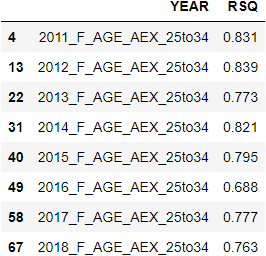 YEAR RSQ
4 2011_F_AGE_AEX_25to34 0.831
13 2012_F_AGE_AEX_25to34 0.839
22 2013_F_AGE_AEX_25to34 0.773
31 2014_F_AGE_AEX_25to34 0.821
40 2015_F_AGE_AEX_25to34 0.795
49 2016_F_AGE_AEX_25to34 0.688
58 2017_F_AGE_AEX_25to34 0.777
67 2018_F_AGE_AEX_25to34 0.763